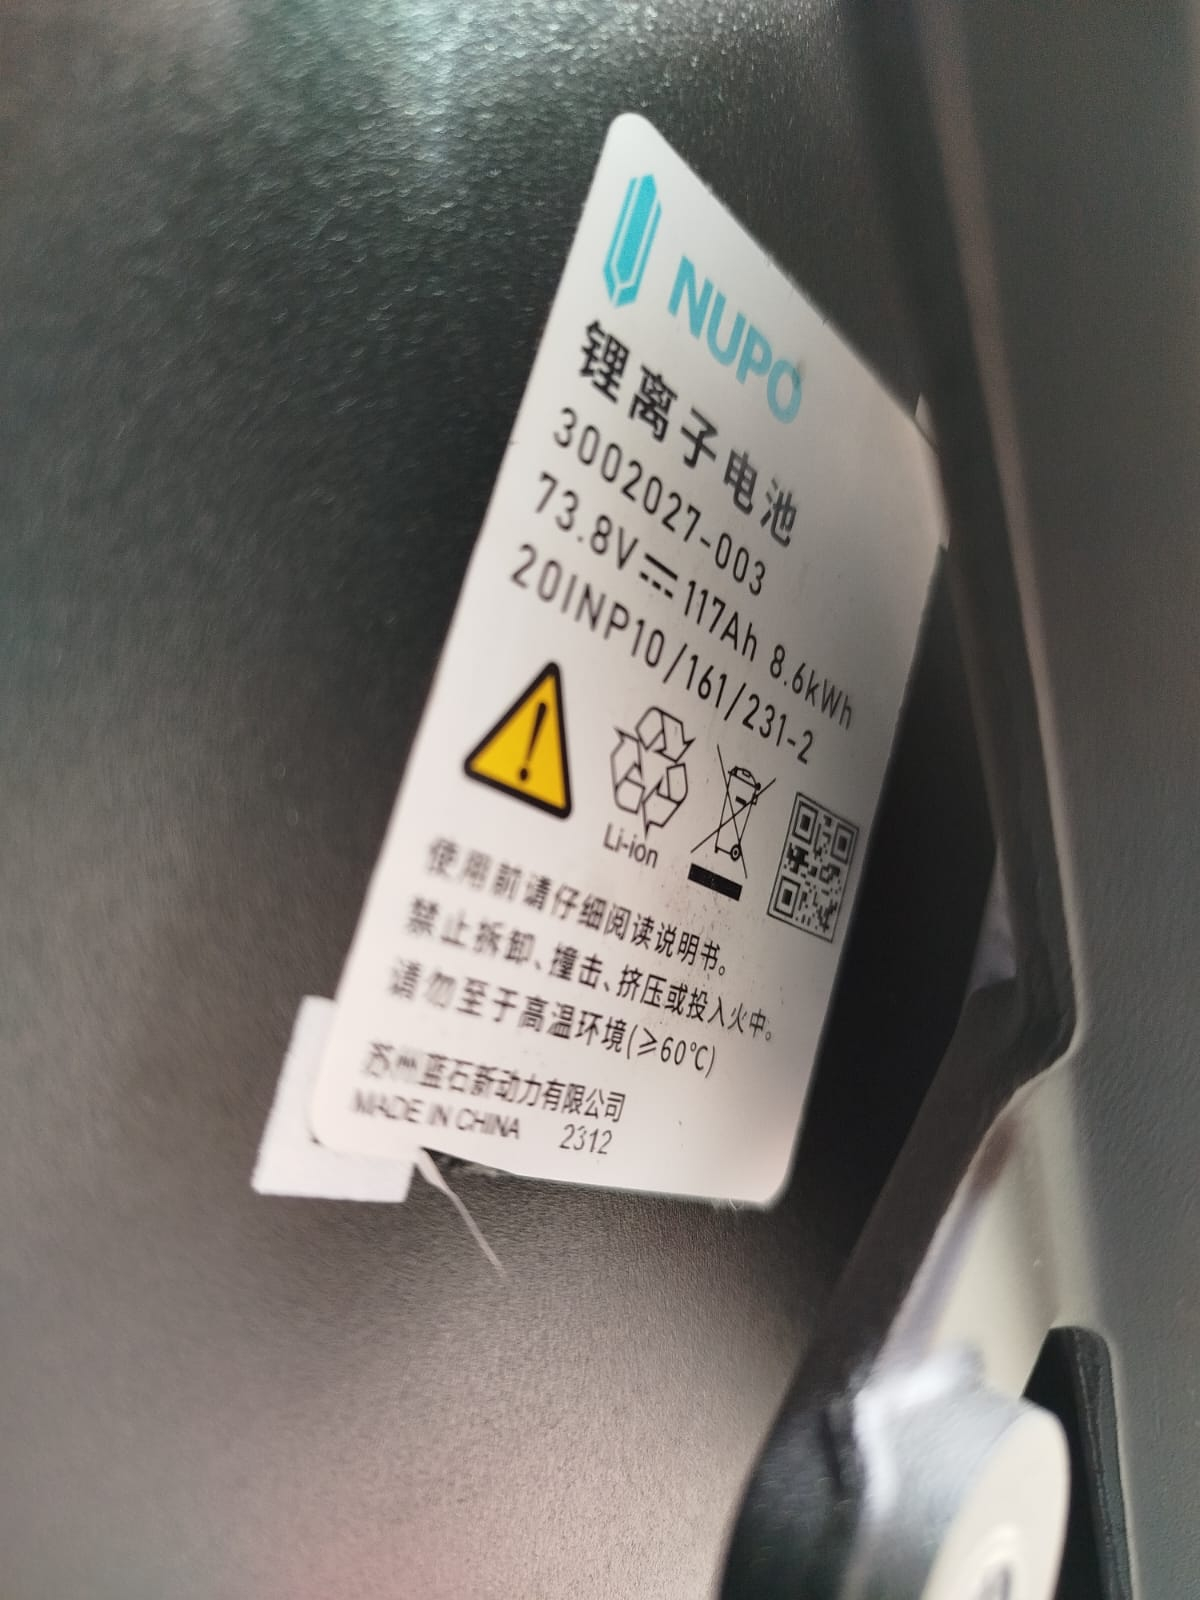 NUPO
锂离子电池
3002027-003
73.8V⎓117Ah 8.6kWh
20INP10/161/231-2
Li-ion
使用前请仔细阅读说明书。
禁止拆卸、撞击、挤压或投入火中。
请勿至于高温环境(≥60℃)
苏州蓝石新动力有限公司
MADE IN CHINA 2312